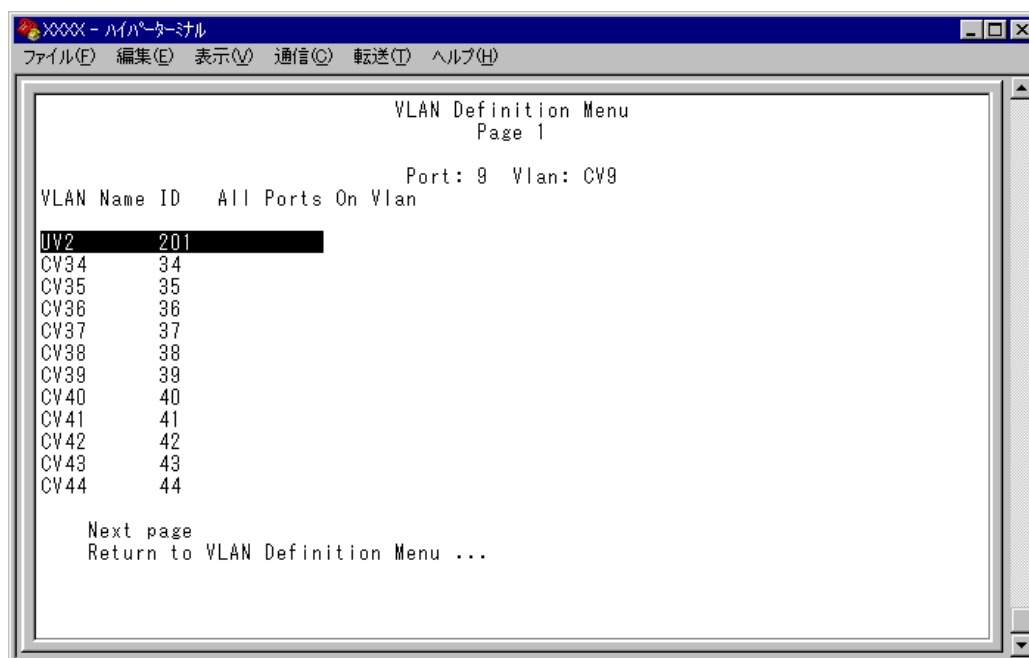 XXXX - ﾊｲﾊﾟｰﾀｰﾐﾅﾙ
ファイル(F) 編集(E) 表示(V) 通信(C) 転送(T) ヘルプ(H)
VLAN Definition Menu
Page 1
Port: 9 Vlan: CV9
VLAN Name ID All Ports On Vlan
UV2 201
CV34 34
CV35 35
CV36 36
CV37 37
CV38 38
CV39 39
CV40 40
CV41 41
CV42 42
CV43 43
CV44 44
Next page
Return to VLAN Definition Menu ...